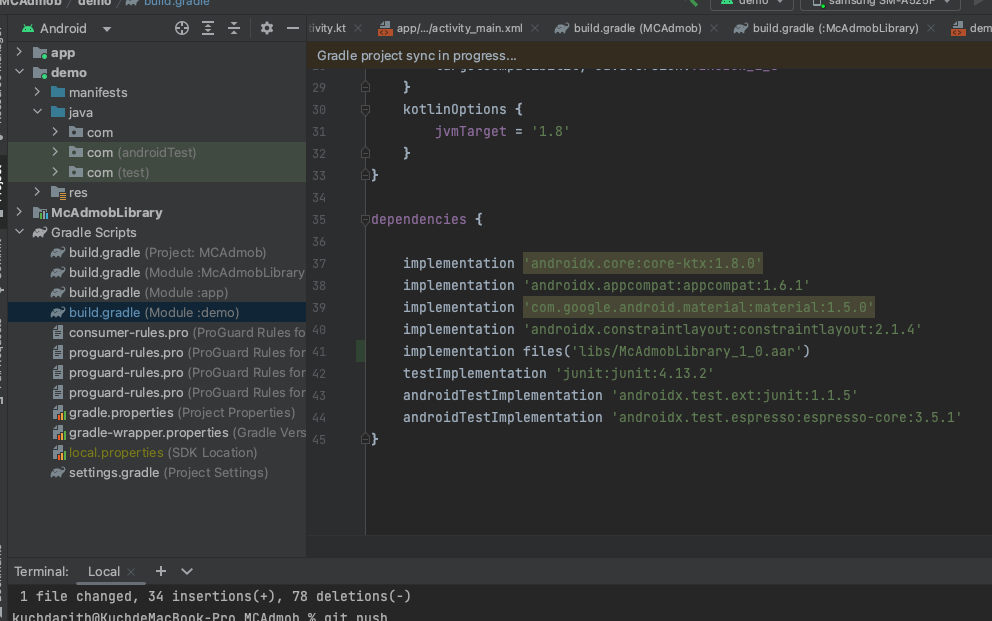 MCAdmob demo build.gradle
demo
samsung SM-A525F
Android
tivity.kt
app/.../activity_main.xml
build.gradle (MCAdmob)
build.gradle (:McAdmobLibrary)
dem
Gradle project sync in progress...
app
demo
manifests
java
com
com (androidTest)
com (test)
res
McAdmobLibrary
Gradle Scripts
build.gradle (Project: MCAdmob)
build.gradle (Module :McAdmobLibrary
build.gradle (Module :app)
build.gradle (Module :demo)
consumer-rules.pro (ProGuard Rules for
proguard-rules.pro (ProGuard Rules for
proguard-rules.pro (ProGuard Rules for
proguard-rules.pro (ProGuard Rules for
gradle.properties (Project Properties)
gradle-wrapper.properties (Gradle Vers
local.properties (SDK Location)
settings.gradle (Project Settings)
29 }
30 kotlinOptions {
31 jvmTarget = '1.8'
32 }
33 }
34
35 dependencies {
36
37 implementation 'androidx.core:core-ktx:1.8.0'
38 implementation 'androidx.appcompat:appcompat:1.6.1'
39 implementation 'com.google.android.material:material:1.5.0'
40 implementation 'androidx.constraintlayout:constraintlayout:2.1.4'
41 implementation files('libs/McAdmobLibrary_1_0.aar')
42 testImplementation 'junit:junit:4.13.2'
43 androidTestImplementation 'androidx.test.ext:junit:1.1.5'
44 androidTestImplementation 'androidx.test.espresso:espresso-core:3.5.1'
45 }
Terminal: Local
1 file changed, 34 insertions(+), 78 deletions(-)
kuchdarith@KuchdeMacBook-Pro MCAdmob % git push